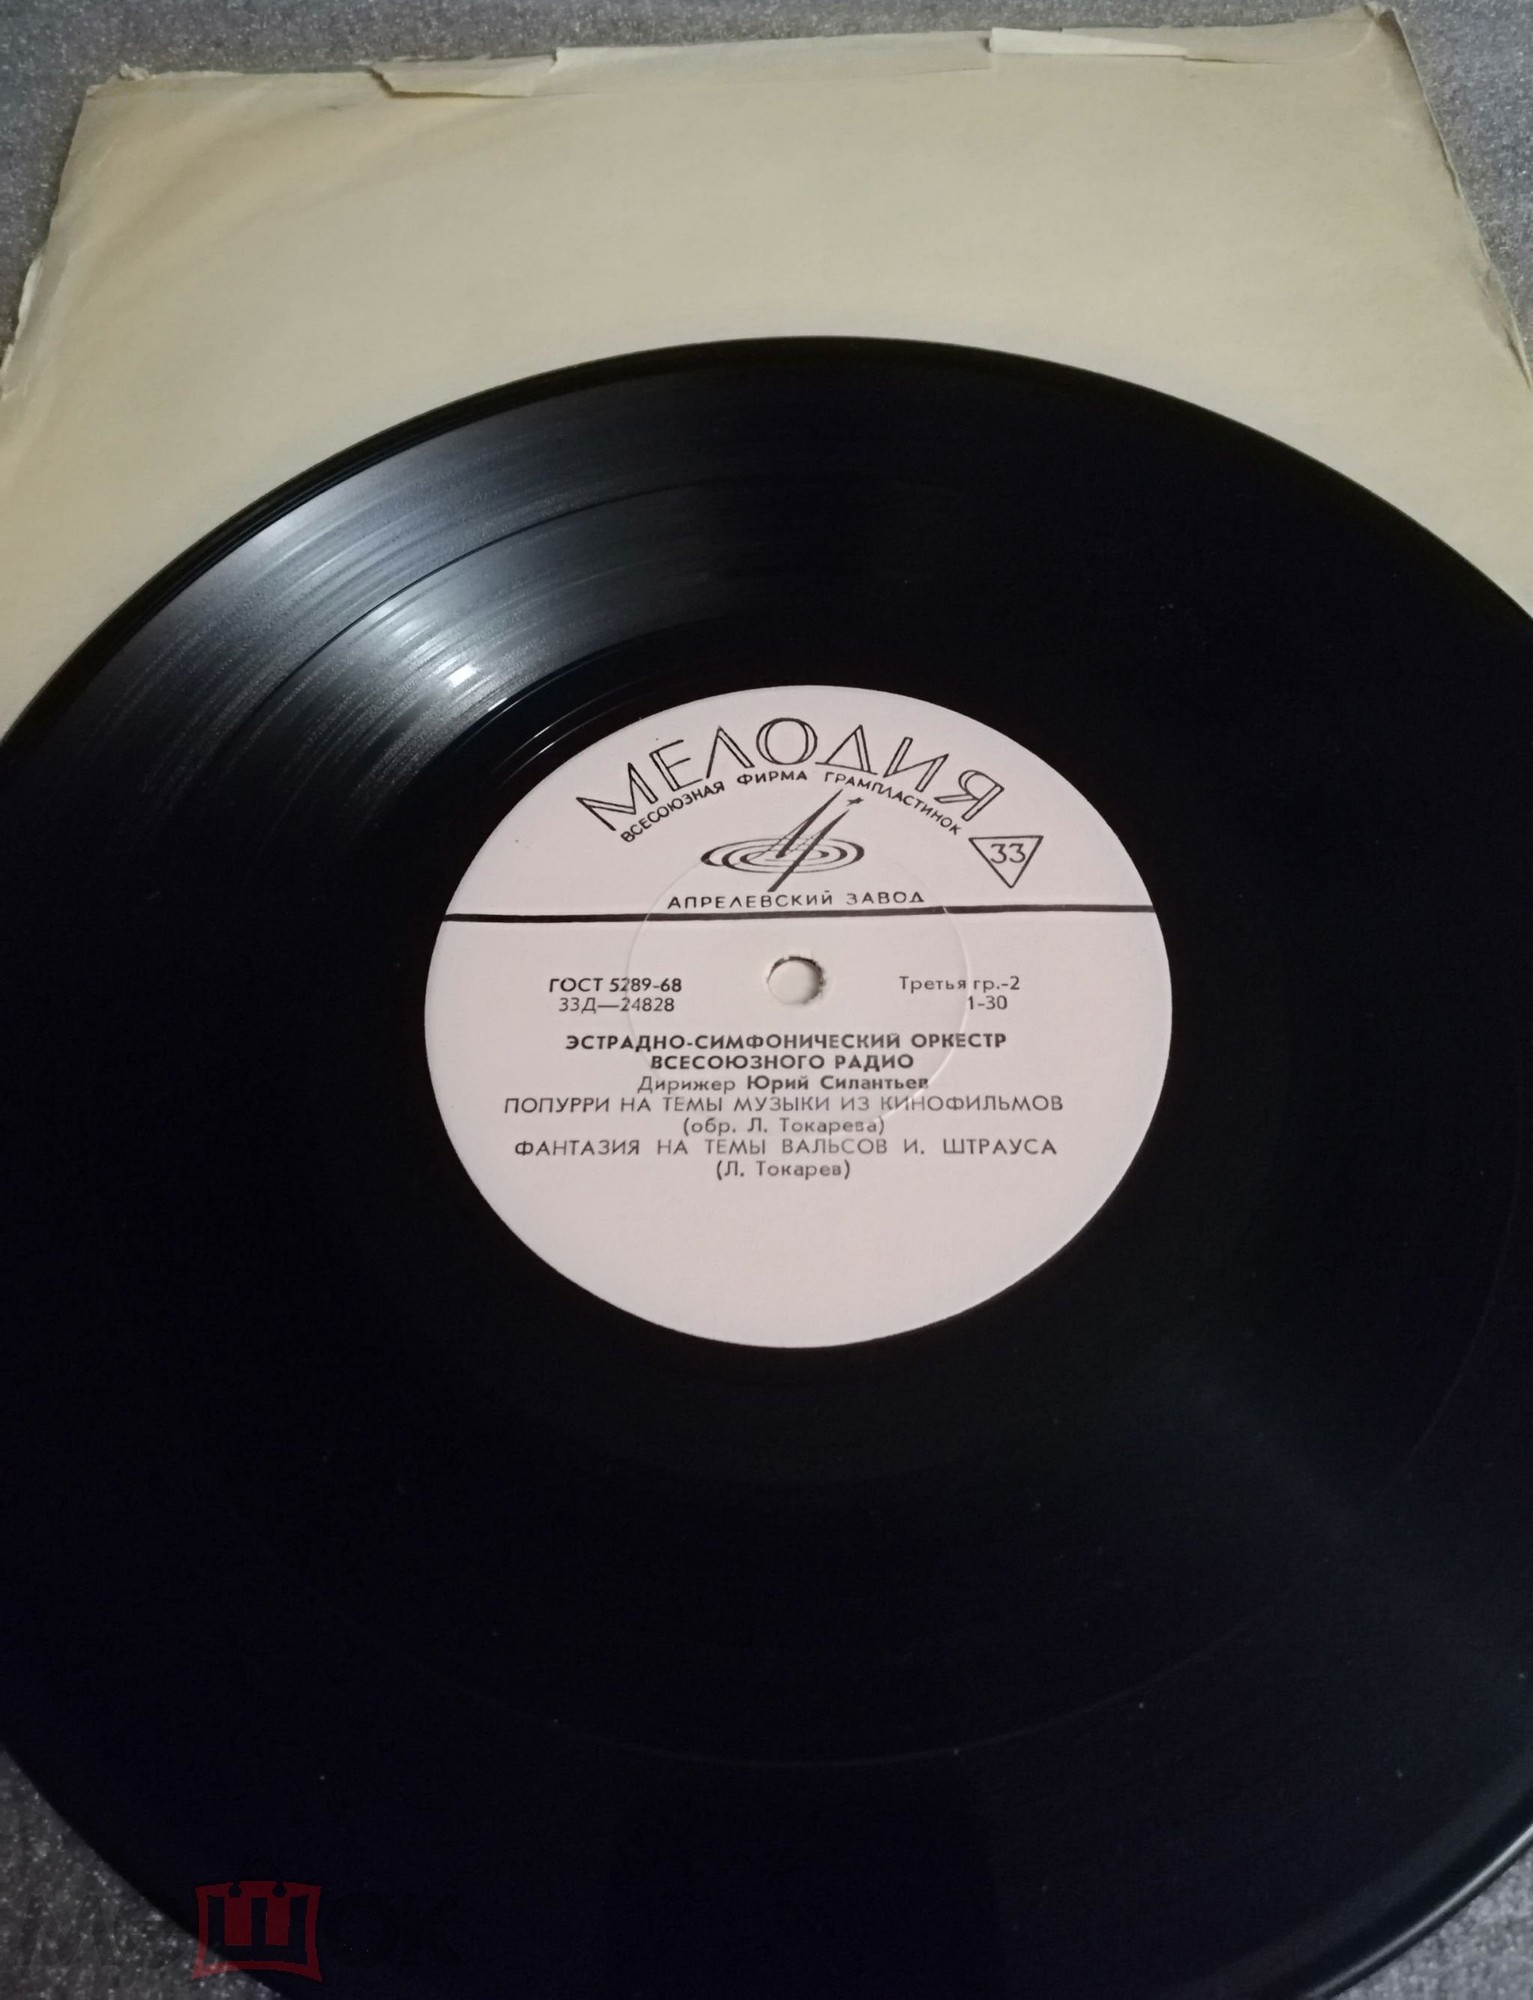 МЕЛОДИЯ
ВСЕСОЮЗНАЯ ФИРМА ГРАМПЛАСТИНОК
33
АПРЕЛЕВСКИЙ ЗАВОД
ГОСТ 5289-68
Третья гр.-2
33Д—24828
1-30
ЭСТРАДНО-СИМФОНИЧЕСКИЙ ОРКЕСТР
ВСЕСОЮЗНОГО РАДИО
Дирижер Юрий Силантьев
ПОПУРРИ НА ТЕМЫ МУЗЫКИ ИЗ КИНОФИЛЬМОВ
(обр. Л. Токарева)
ФАНТАЗИЯ НА ТЕМЫ ВАЛЬСОВ И. ШТРАУСА
(Л. Токарев)
МЕШОК